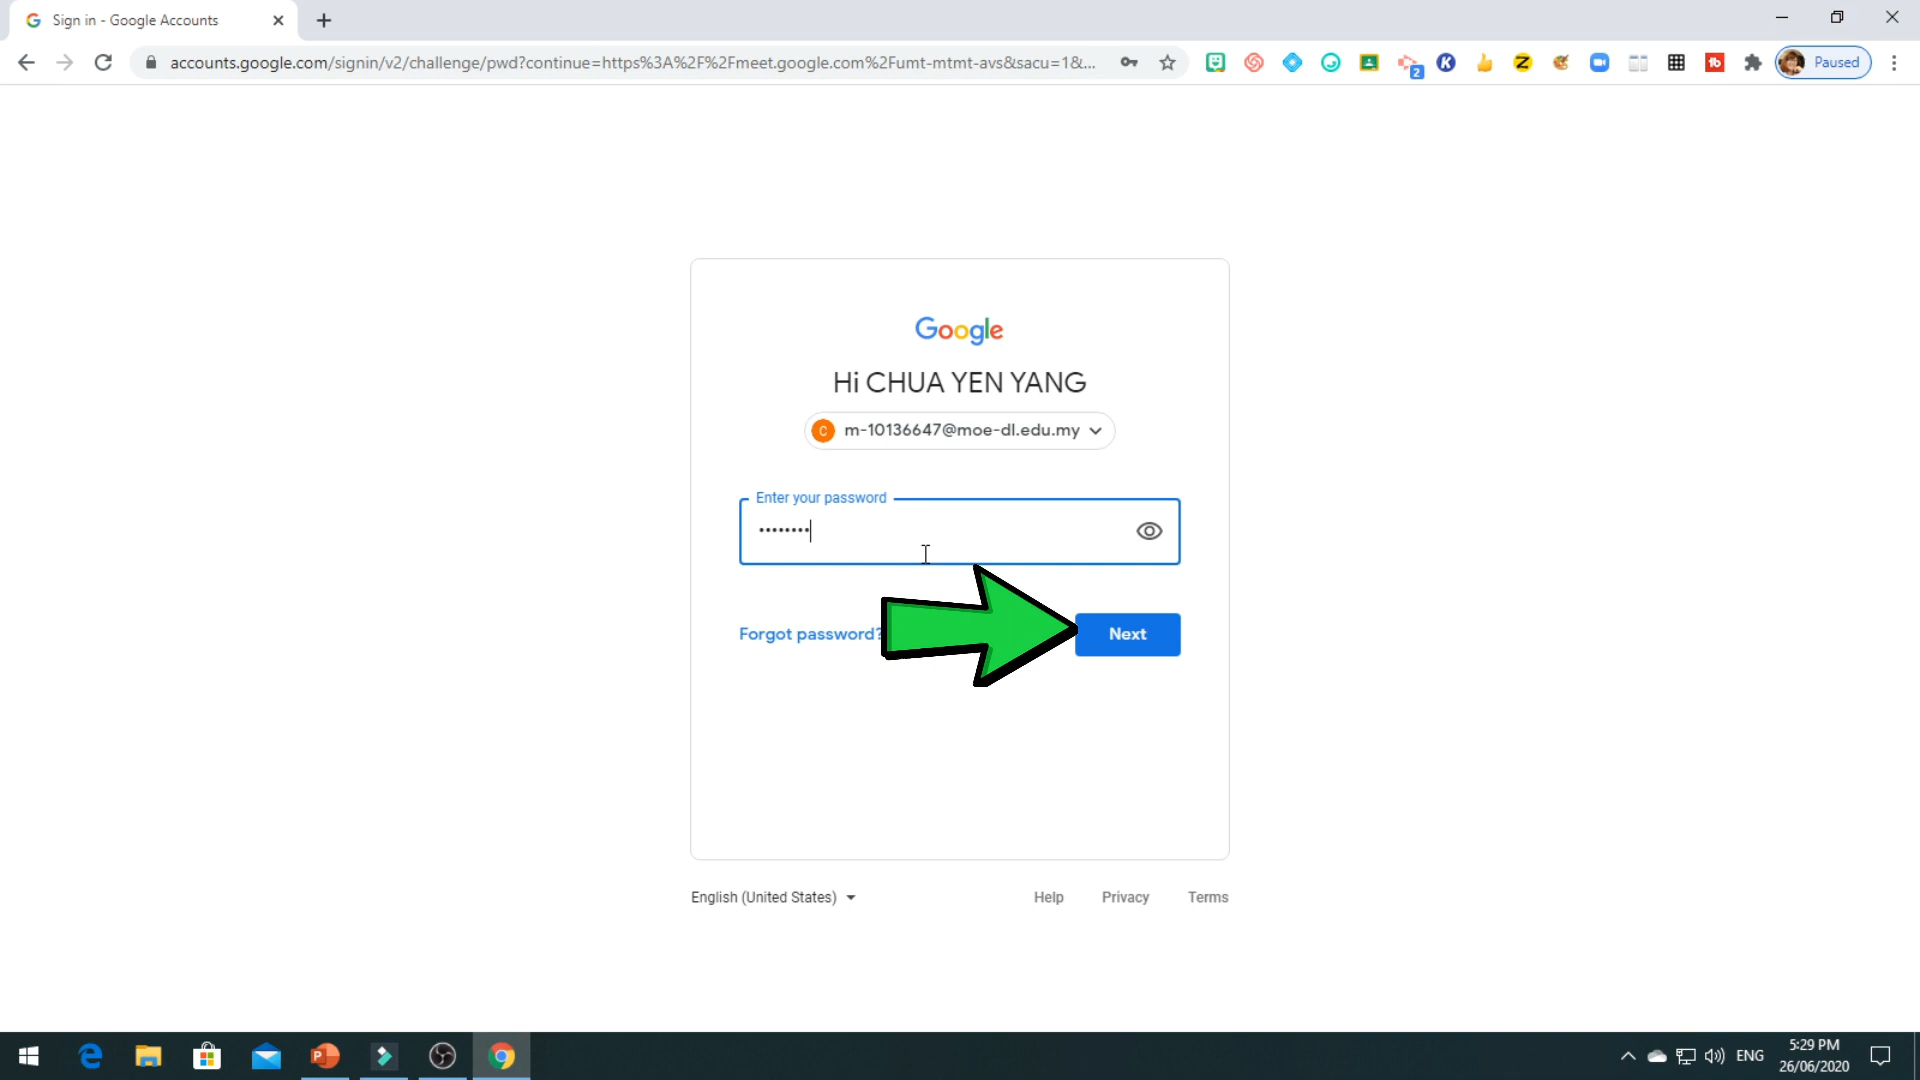 Sign in - Google Accounts
accounts.google.com/signin/v2/challenge/pwd?continue=https%3A%2F%2Fmeet.google.com%2Fumt-mtmt-avs&sacu=1&...
2
K
Z
tb
Paused
Google
Hi CHUA YEN YANG
C
m-10136647@moe-dl.edu.my
Enter your password
••••••••
Forgot password?
Next
English (United States)
Help
Privacy
Terms
ENG
5:29 PM
26/06/2020